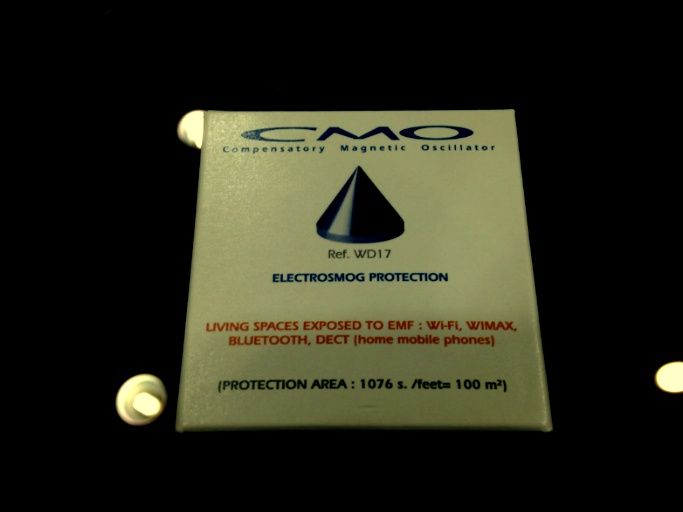 CMO
Compensatory Magnetic Oscillator
Ref. WD17
ELECTROSMOG PROTECTION
LIVING SPACES EXPOSED TO EMF : Wi-Fi, WIMAX,
BLUETOOTH, DECT (home mobile phones)
(PROTECTION AREA : 1076 s. /feet= 100 m²)